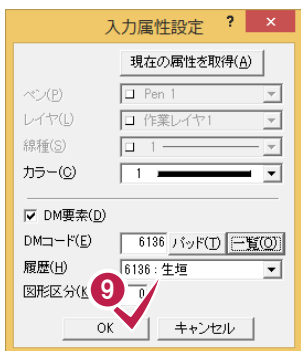 入力属性設定 ? ×
現在の属性を取得(A)
ペン(P) Pen 1
レイヤ(L) 作業レイヤ1
線種(S) 1
カラー(C) 1
DM要素(D)
DMコード(E) 6136 パッド(T) 一覧(O)
履歴(H) 6136 : 生垣
図形区分(K 0
9
OK キャンセル